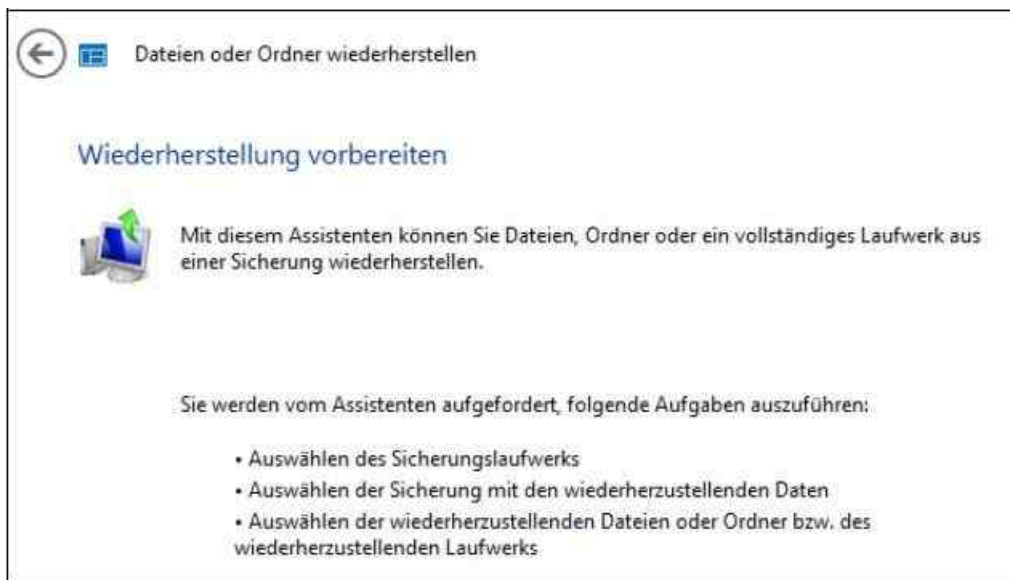 Dateien oder Ordner wiederherstellen
Wiederherstellung vorbereiten
Mit diesem Assistenten können Sie Dateien, Ordner oder ein vollständiges Laufwerk aus
einer Sicherung wiederherstellen.
Sie werden vom Assistenten aufgefordert, folgende Aufgaben auszuführen:
• Auswählen des Sicherungslaufwerks
• Auswählen der Sicherung mit den wiederherzustellenden Daten
• Auswählen der wiederherzustellenden Dateien oder Ordner bzw. des
wiederherzustellenden Laufwerks